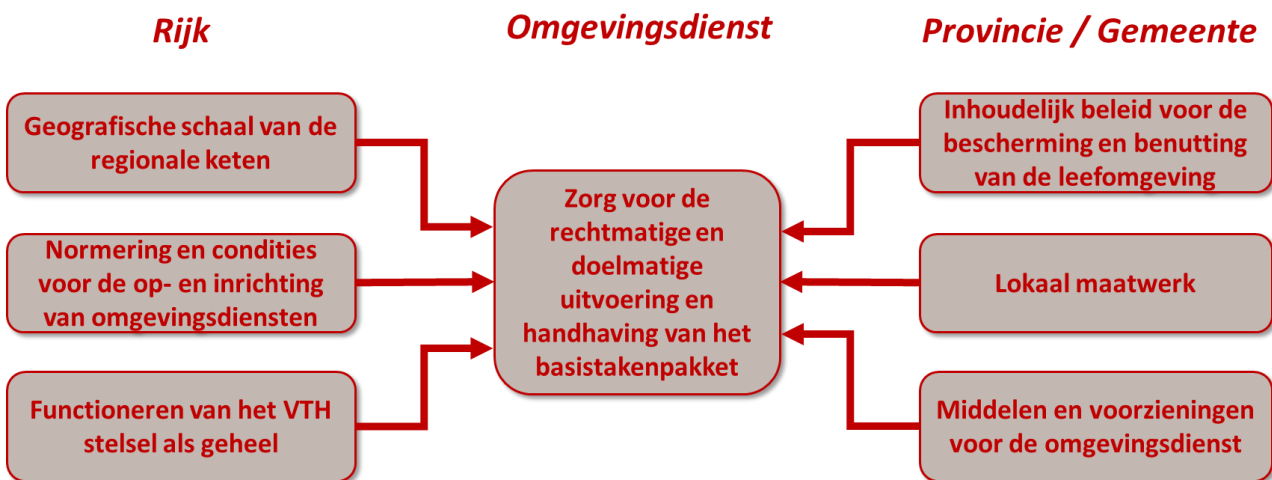 Rijk
Omgevingsdienst
Provincie / Gemeente
Geografische schaal van de
regionale keten
Normering en condities
voor de op- en inrichting
van omgevingsdiensten
Functioneren van het VTH
stelsel als geheel
Zorg voor de
rechtmatige en
doelmatige
uitvoering en
handhaving van het
basistakenpakket
Inhoudelijk beleid voor de
bescherming en benutting
van de leefomgeving
Lokaal maatwerk
Middelen en voorzieningen
voor de omgevingsdienst